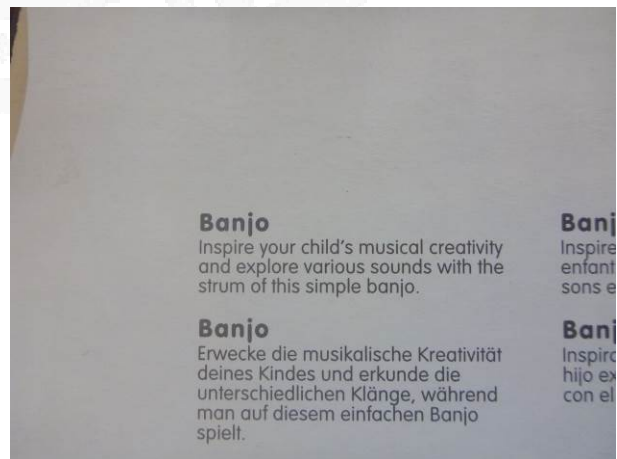 Banjo
Inspire your child's musical creativity
and explore various sounds with the
strum of this simple banjo.
Banjo
Erwecke die musikalische Kreativität
deines Kindes und erkunde die
unterschiedlichen Klänge, während
man auf diesem einfachen Banjo
spielt.
Inspire
enfant
sons
hijo
con el